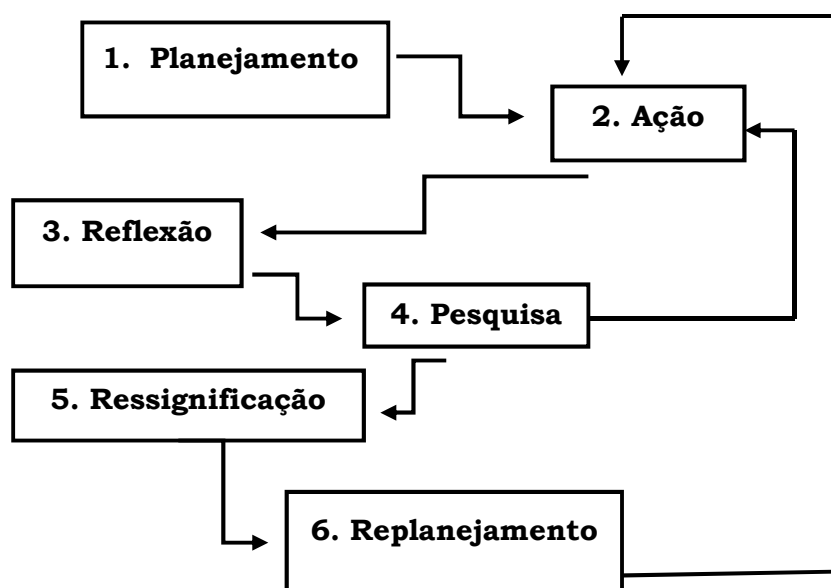 1. Planejamento
2. Ação
3. Reflexão
4. Pesquisa
5. Ressignificação
6. Replanejamento